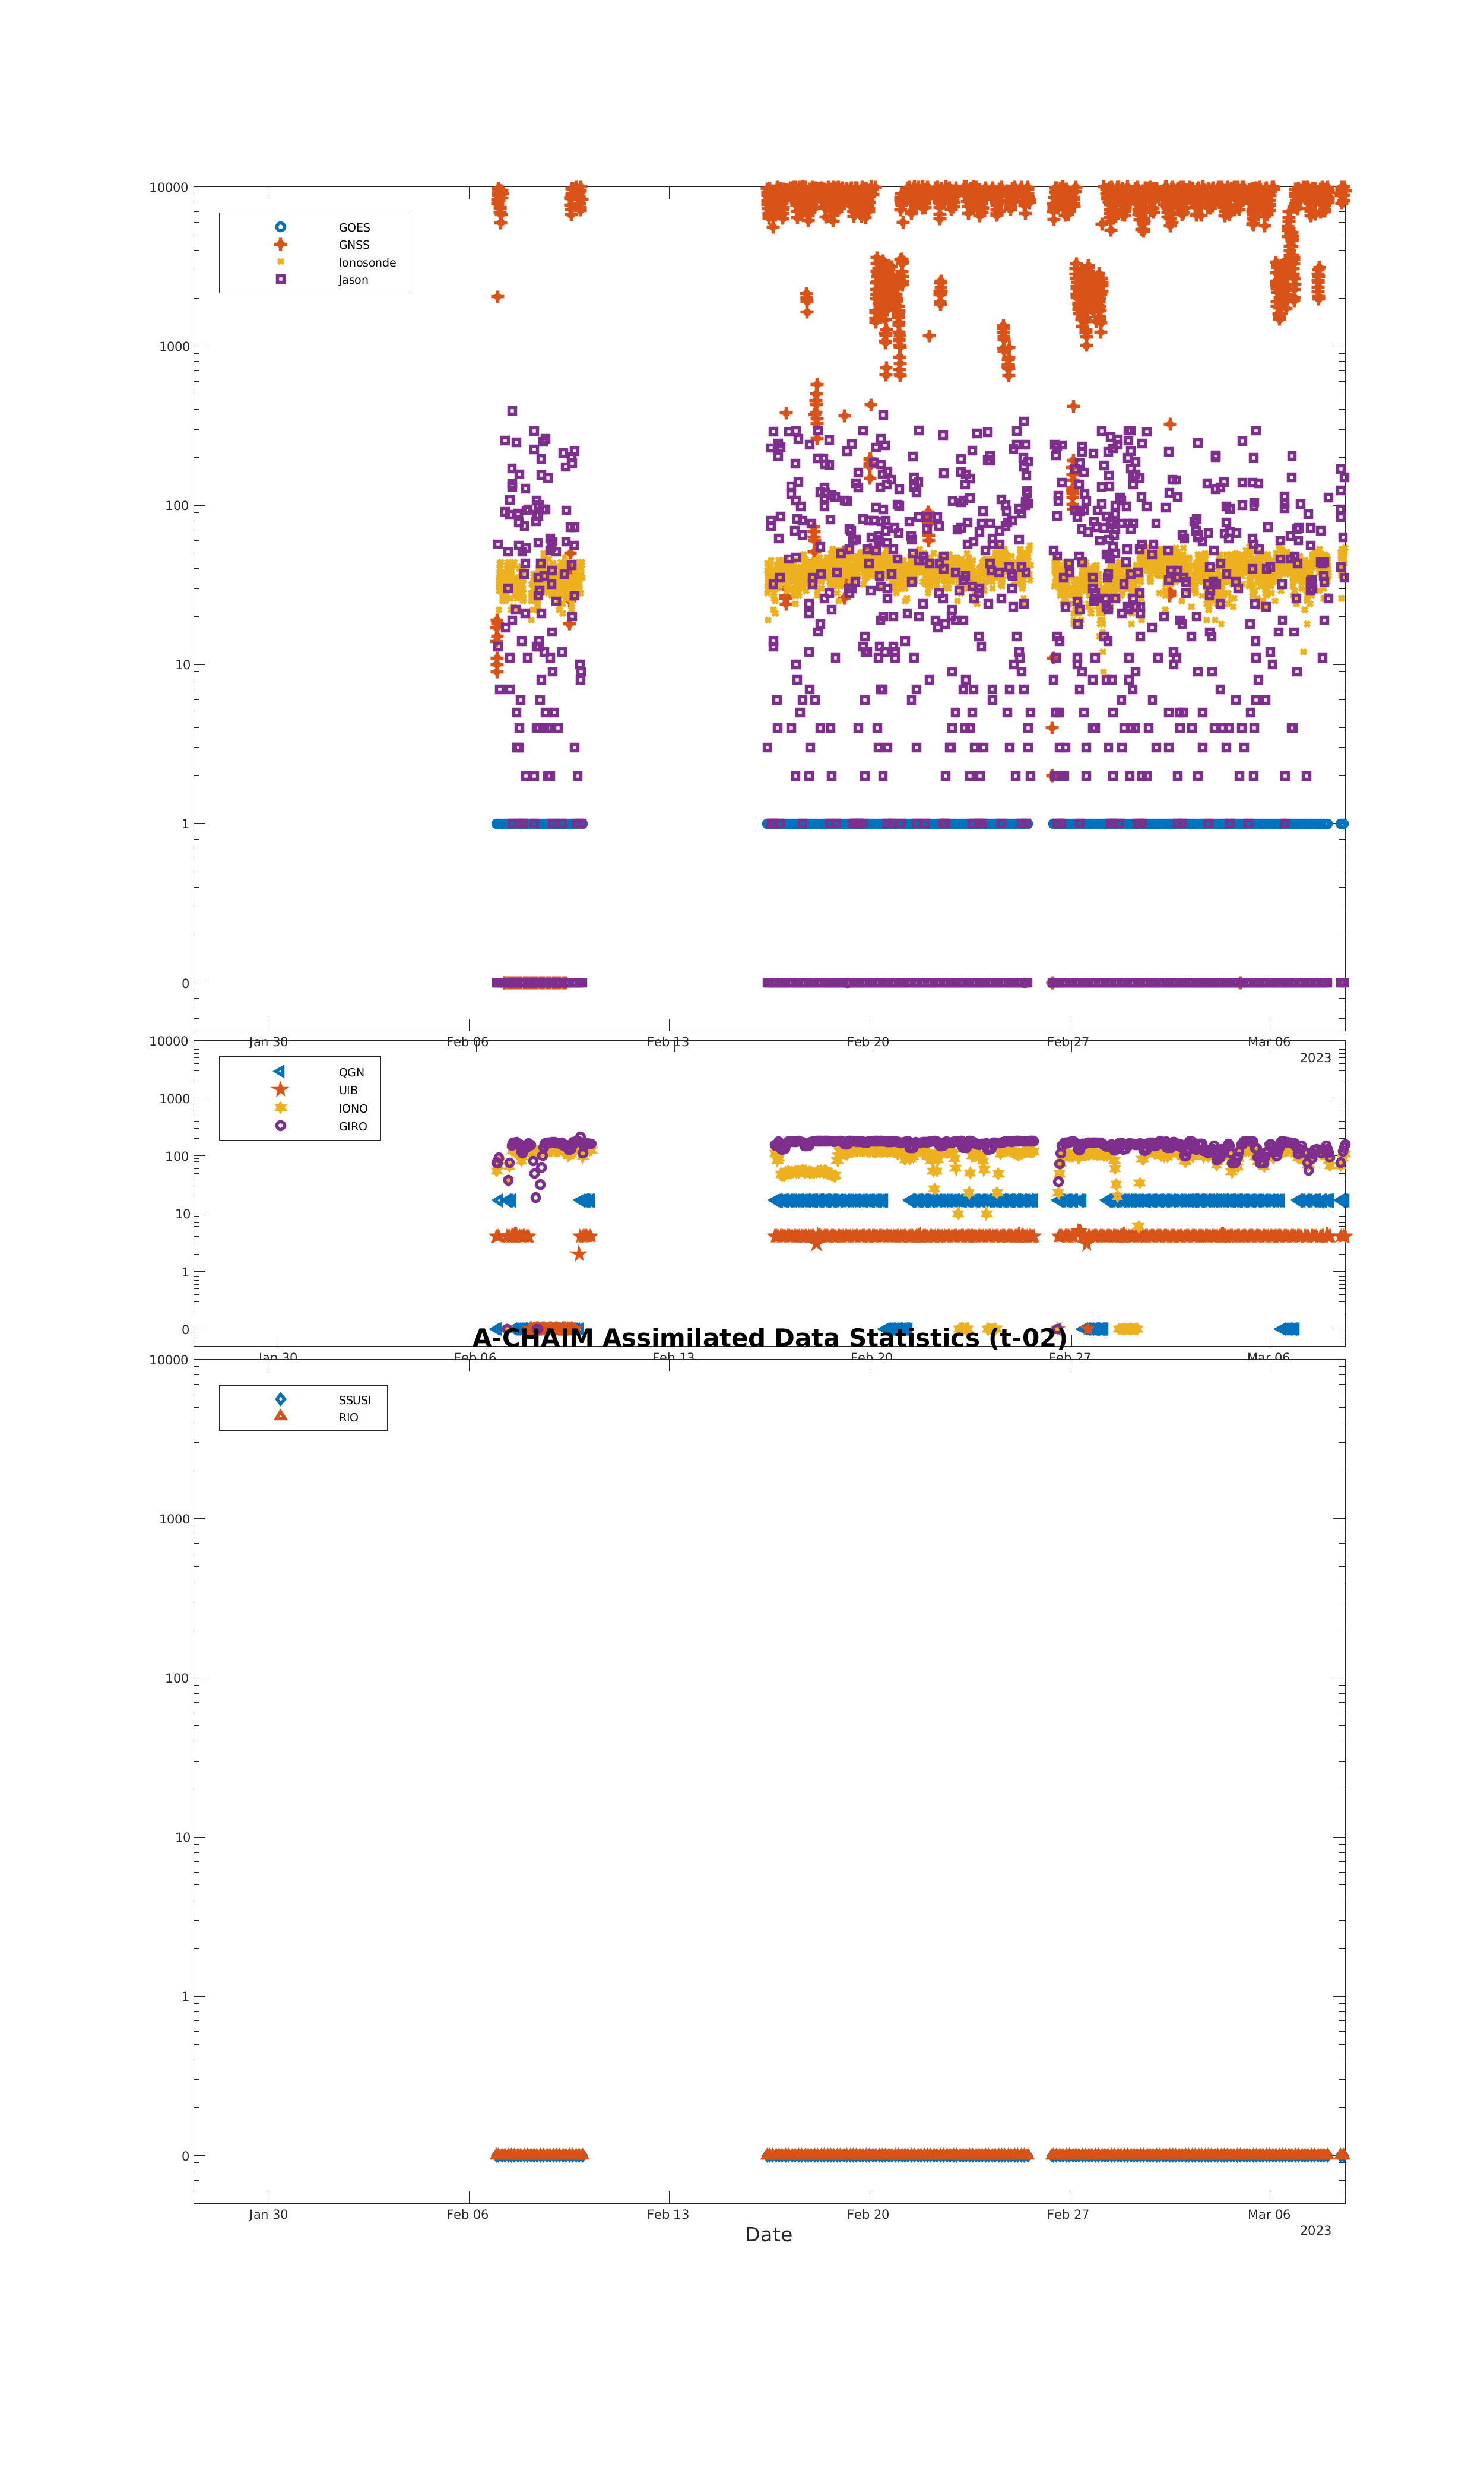 10000
GOES
GNSS
Ionosonde
Jason
1000
100
10
1
0
Jan 30 Feb 06 Feb 13 Feb 20 Feb 27 Mar 06
2023
10000
QGN
UIB
IONO
GIRO
1000
100
10
1
0
A-CHAIM Assimilated Data Statistics (t-02)
Jan 30 Feb 06 Feb 13 Feb 20 Feb 27 Mar 06
10000
SSUSI
RIO
1000
100
10
1
0
Jan 30 Feb 06 Feb 13 Feb 20 Feb 27 Mar 06
2023
Date